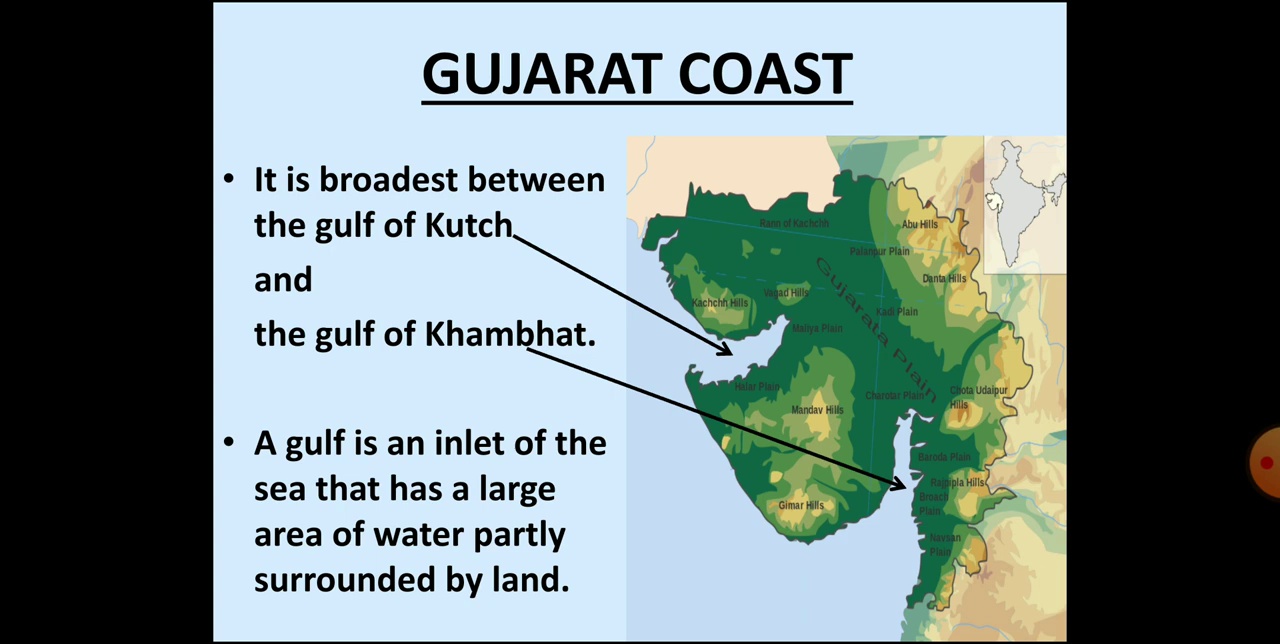 GUJARAT COAST
• It is broadest between
the gulf of Kutch
and
the gulf of Khambhat.
• A gulf is an inlet of the
sea that has a large
area of water partly
surrounded by land.
Rann of Kachchh
Abu Hills
Palanpur Plain
Danta Hills
Kachchh Hills
Vagad Hills
Kadi Plain
Maliya Plain
Gujarata Plain
Halar Plain
Charotar Plain
Chota Udaipur
Hills
Mandav Hills
Baroda Plain
Rajpipla Hills
Broach
Plain
Girnar Hills
Navsari
Plain